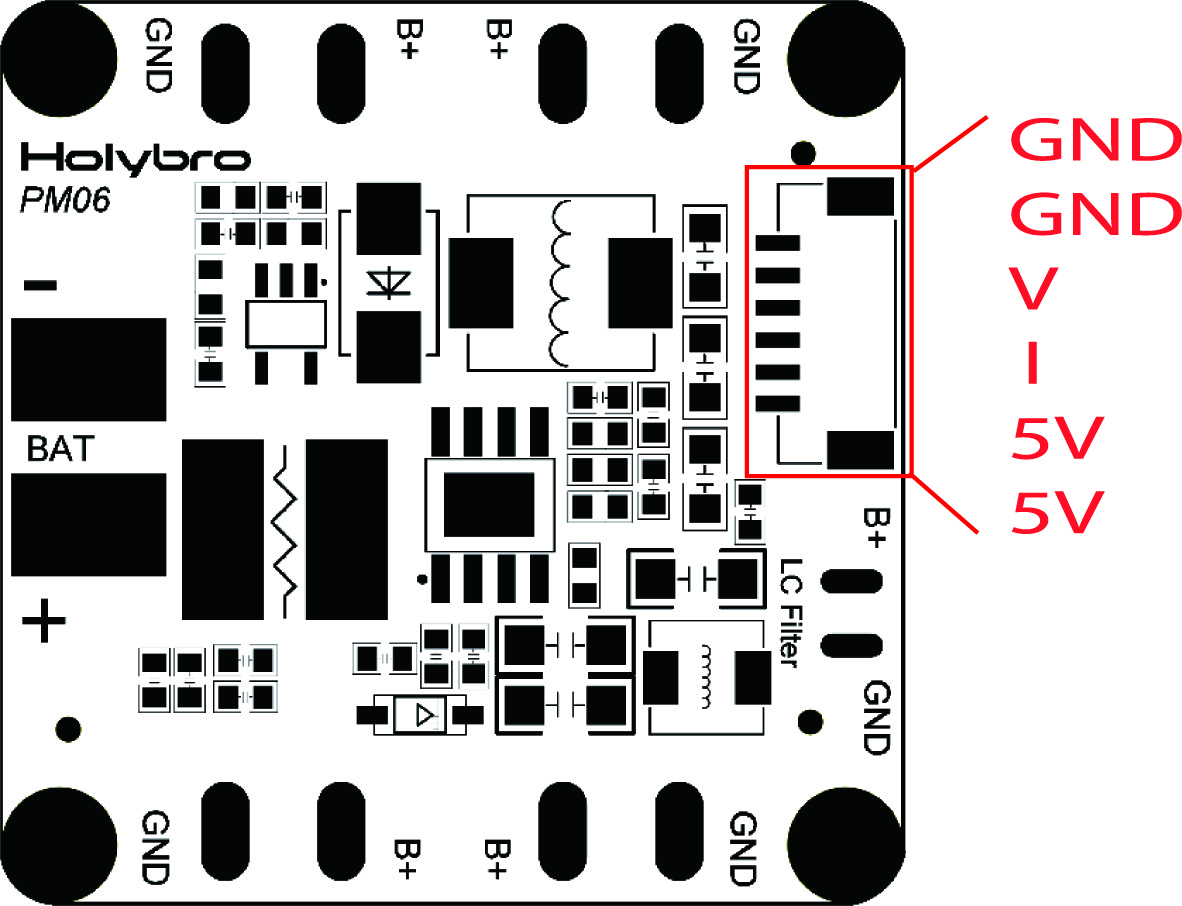 GND
B+
B+
GND
Holybro
PM06
GND
GND
V
I
5V
5V
-
BAT
+
B+
LC Filter
GND
GND
B+
B+
GND